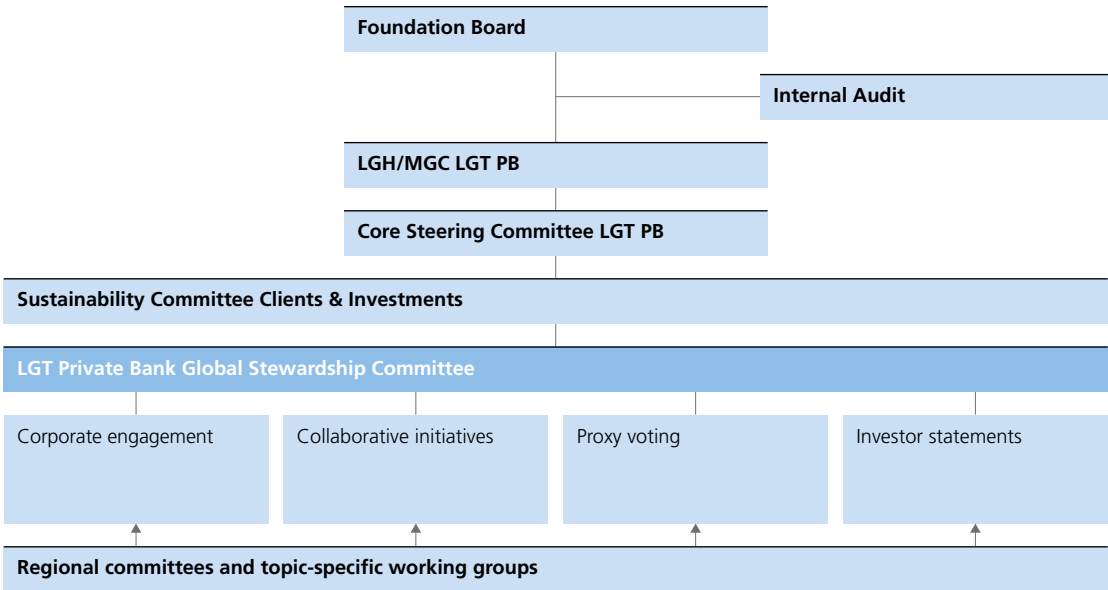 Foundation Board
Internal Audit
LGH/MGC LGT PB
Core Steering Committee LGT PB
Sustainability Committee Clients & Investments
LGT Private Bank Global Stewardship Committee
Corporate engagement
Collaborative initiatives
Proxy voting
Investor statements
Regional committees and topic-specific working groups